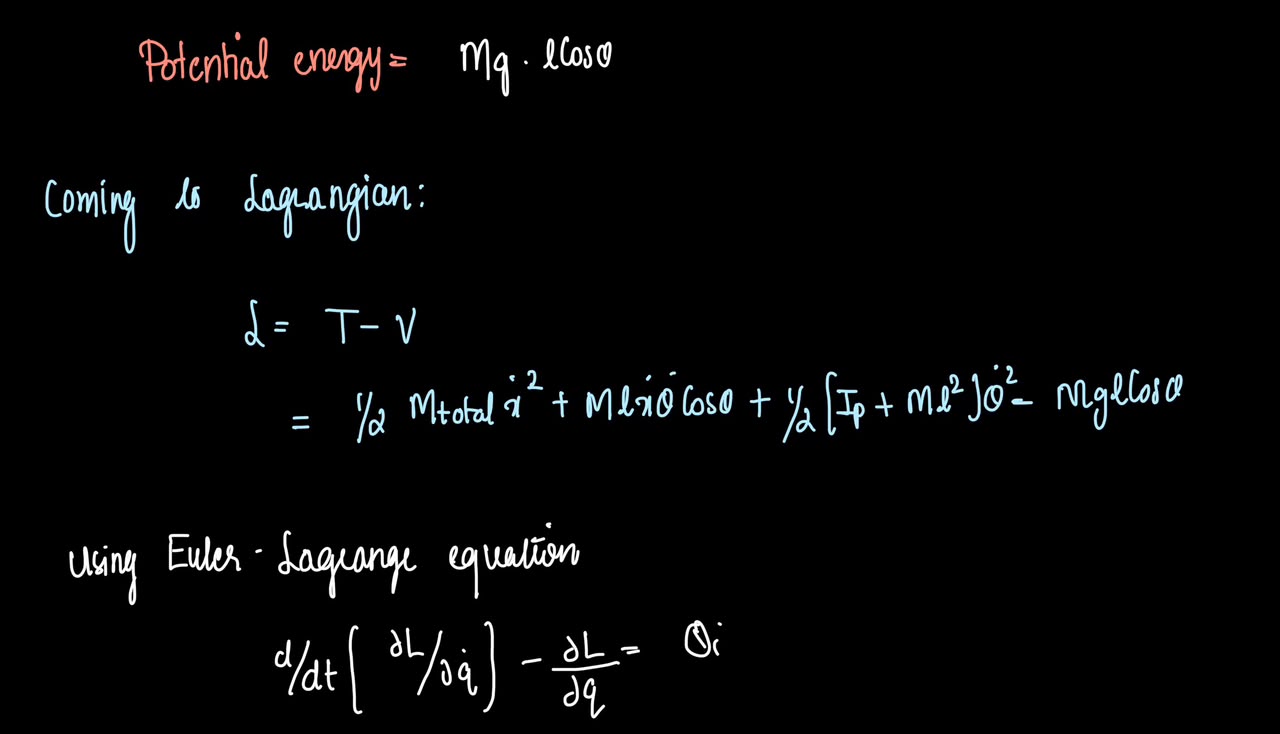 Potential energy = Mg · lCosθ
Coming to Lagrangian:
L = T - V
= 1/2 Mtotal ẋ² + Mlẋθ̇ Cosθ + 1/2 [Ip + Ml²] θ̇² - MglCosθ
Using Euler-Lagrange equation
d/dt [ ∂L/∂q̇ ] - ∂L/∂q = Qi